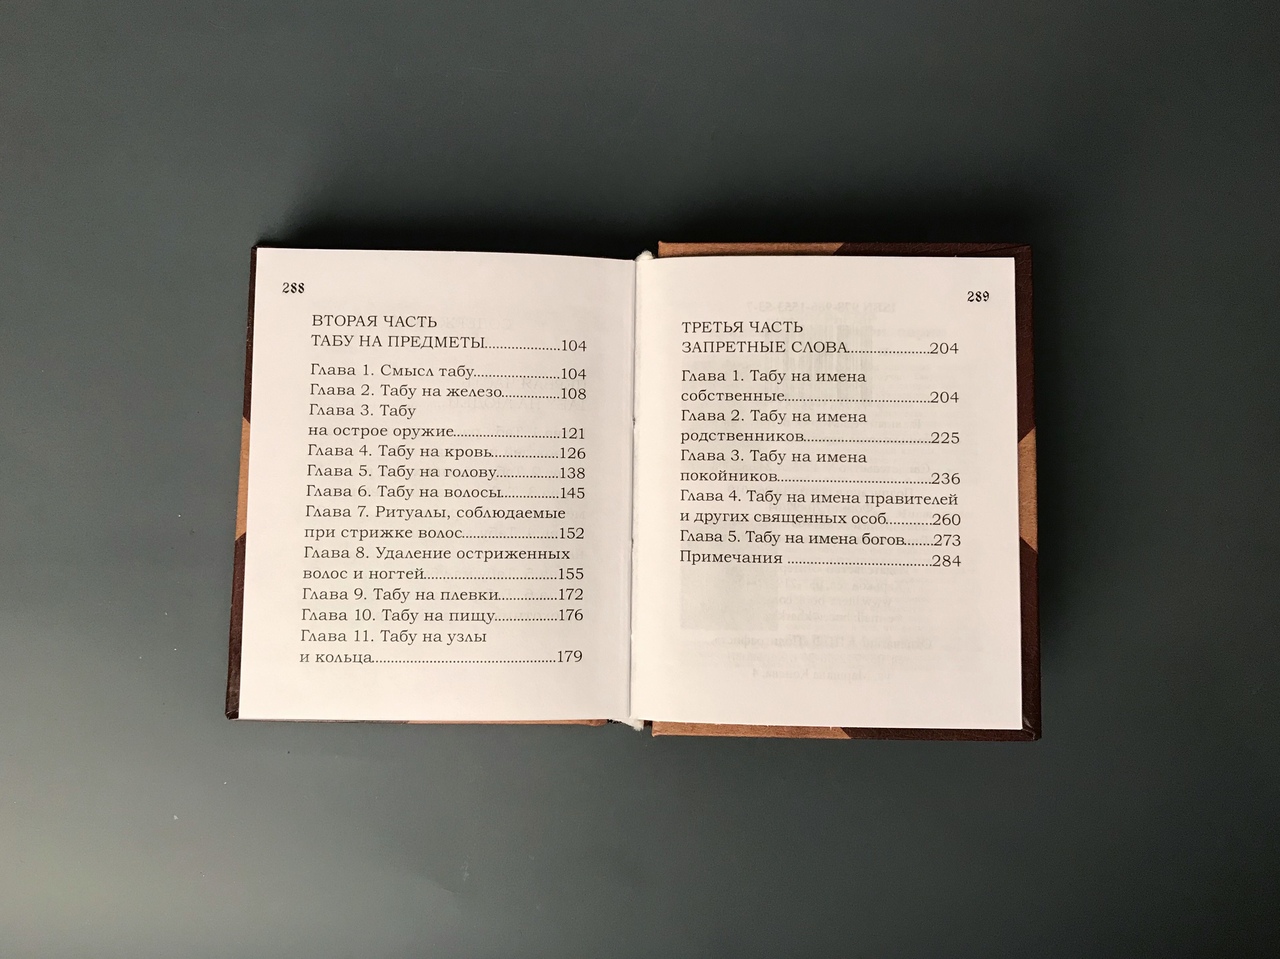 288
ВТОРАЯ ЧАСТЬ
ТАБУ НА ПРЕДМЕТЫ....................104
Глава 1. Смысл табу.......................104
Глава 2. Табу на железо...............108
Глава 3. Табу
на острое оружие............................121
Глава 4. Табу на кровь..................126
Глава 5. Табу на голову.................138
Глава 6. Табу на волосы...............145
Глава 7. Ритуалы, соблюдаемые
при стрижке волос..........................152
Глава 8. Удаление остриженных
волос и ногтей...................................155
Глава 9. Табу на плевки................172
Глава 10. Табу на пищу.................176
Глава 11. Табу на узлы
и кольца................................................179
289
ТРЕТЬЯ ЧАСТЬ
ЗАПРЕТНЫЕ СЛОВА......................204
Глава 1. Табу на имена
собственные.......................................204
Глава 2. Табу на имена
родственников..................................225
Глава 3. Табу на имена
покойников.........................................236
Глава 4. Табу на имена правителей
и других священных особ............260
Глава 5. Табу на имена богов........273
Примечания ......................................284